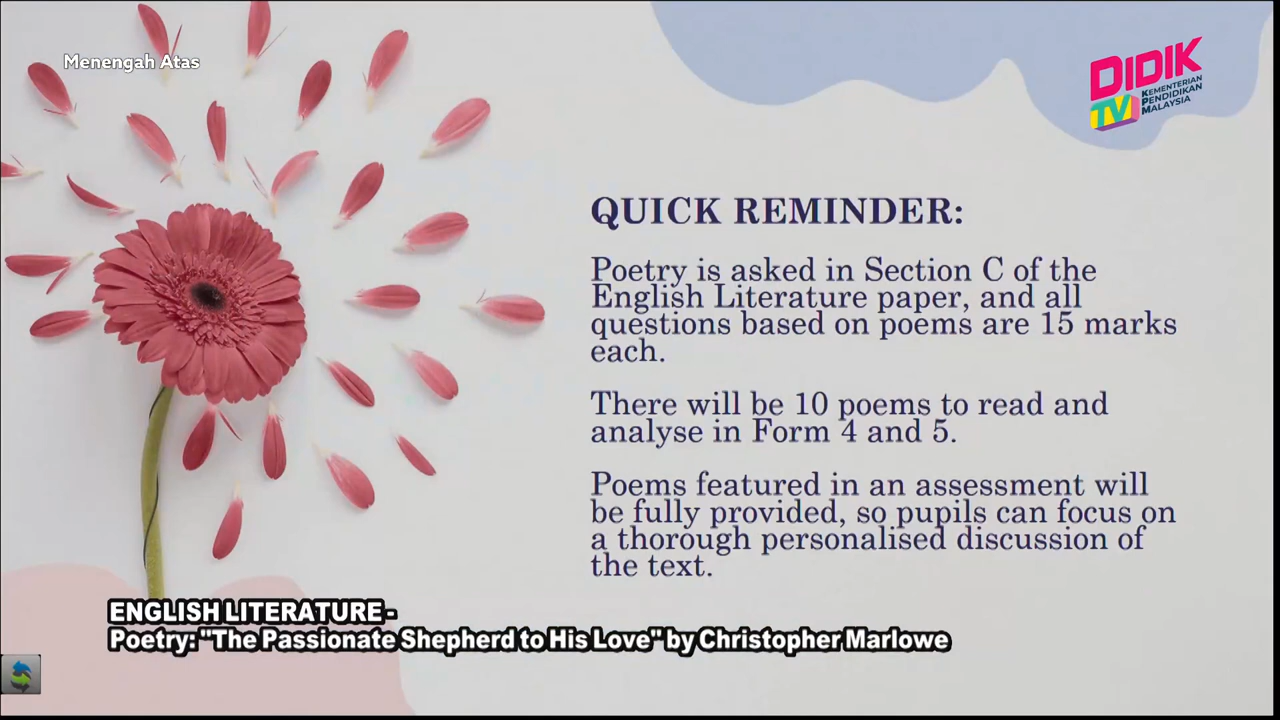 Menengah Atas
DIDIK
TV
KEMENTERIAN
PENDIDIKAN
MALAYSIA
QUICK REMINDER:
Poetry is asked in Section C of the
English Literature paper, and all
questions based on poems are 15 marks
each.
There will be 10 poems to read and
analyse in Form 4 and 5.
Poems featured in an assessment will
be fully provided, so pupils can focus on
a thorough personalised discussion of
the text.
ENGLISH LITERATURE -
Poetry: "The Passionate Shepherd to His Love" by Christopher Marlowe